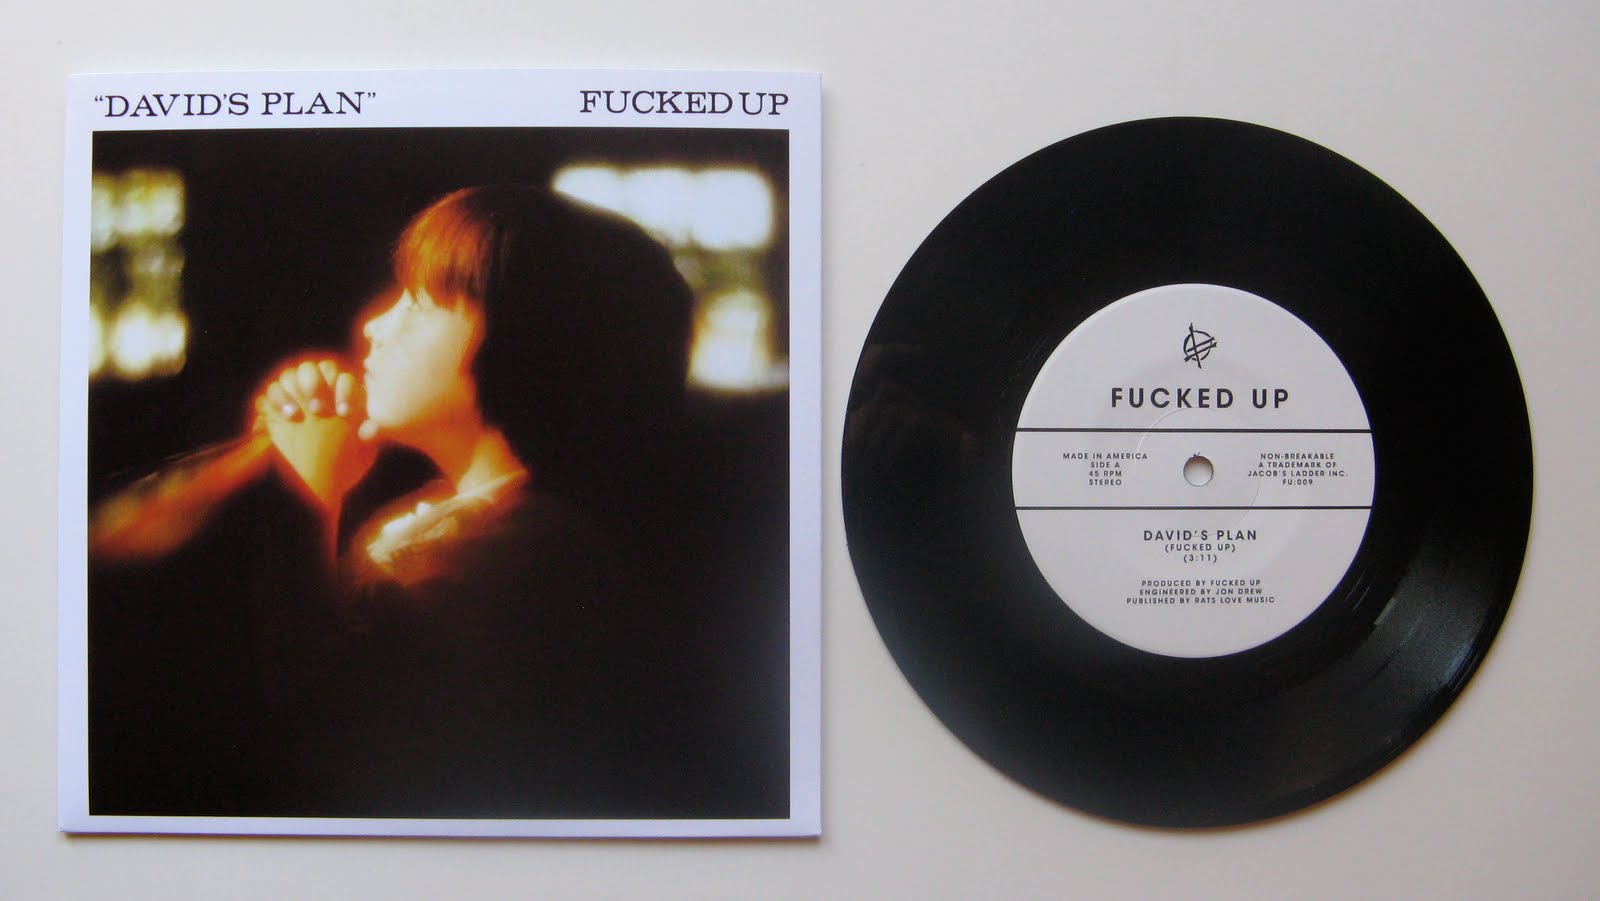 "DAVID'S PLAN"
FUCKED UP
FUCKED UP
MADE IN AMERICA
SIDE A
45 RPM
STEREO
NON-BREAKABLE
A TRADEMARK OF
JACOB'S LADDER INC.
FU:009
DAVID'S PLAN
(FUCKED UP)
(3:11)
PRODUCED BY FUCKED UP
ENGINEERED BY JON DREW
PUBLISHED BY RATS LOVE MUSIC